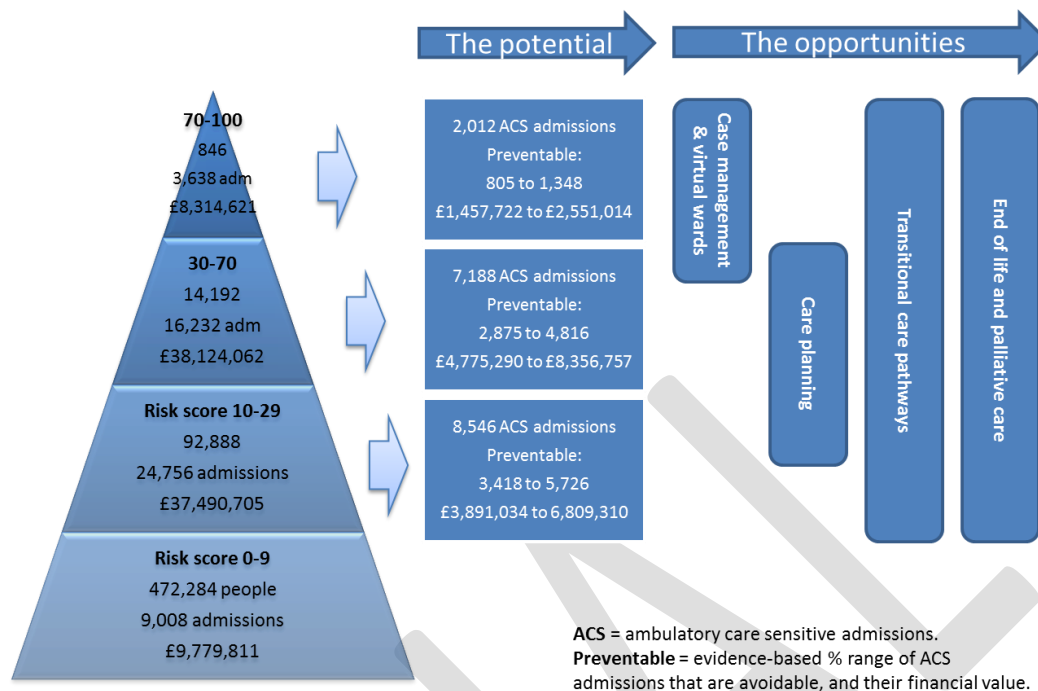 The potential
The opportunities
70-100
846
3,638 adm
£8,314,621
30-70
14,192
16,232 adm
£38,124,062
Risk score 10-29
92,888
24,756 admissions
£37,490,705
Risk score 0-9
472,284 people
9,008 admissions
£9,779,811
2,012 ACS admissions
Preventable:
805 to 1,348
£1,457,722 to £2,551,014
7,188 ACS admissions
Preventable:
2,875 to 4,816
£4,775,290 to £8,356,757
8,546 ACS admissions
Preventable:
3,418 to 5,726
£3,891,034 to 6,809,310
Case management
& virtual wards
Care planning
Transitional care pathways
End of life and palliative care
ACS = ambulatory care sensitive admissions.
Preventable = evidence-based % range of ACS
admissions that are avoidable, and their financial value.